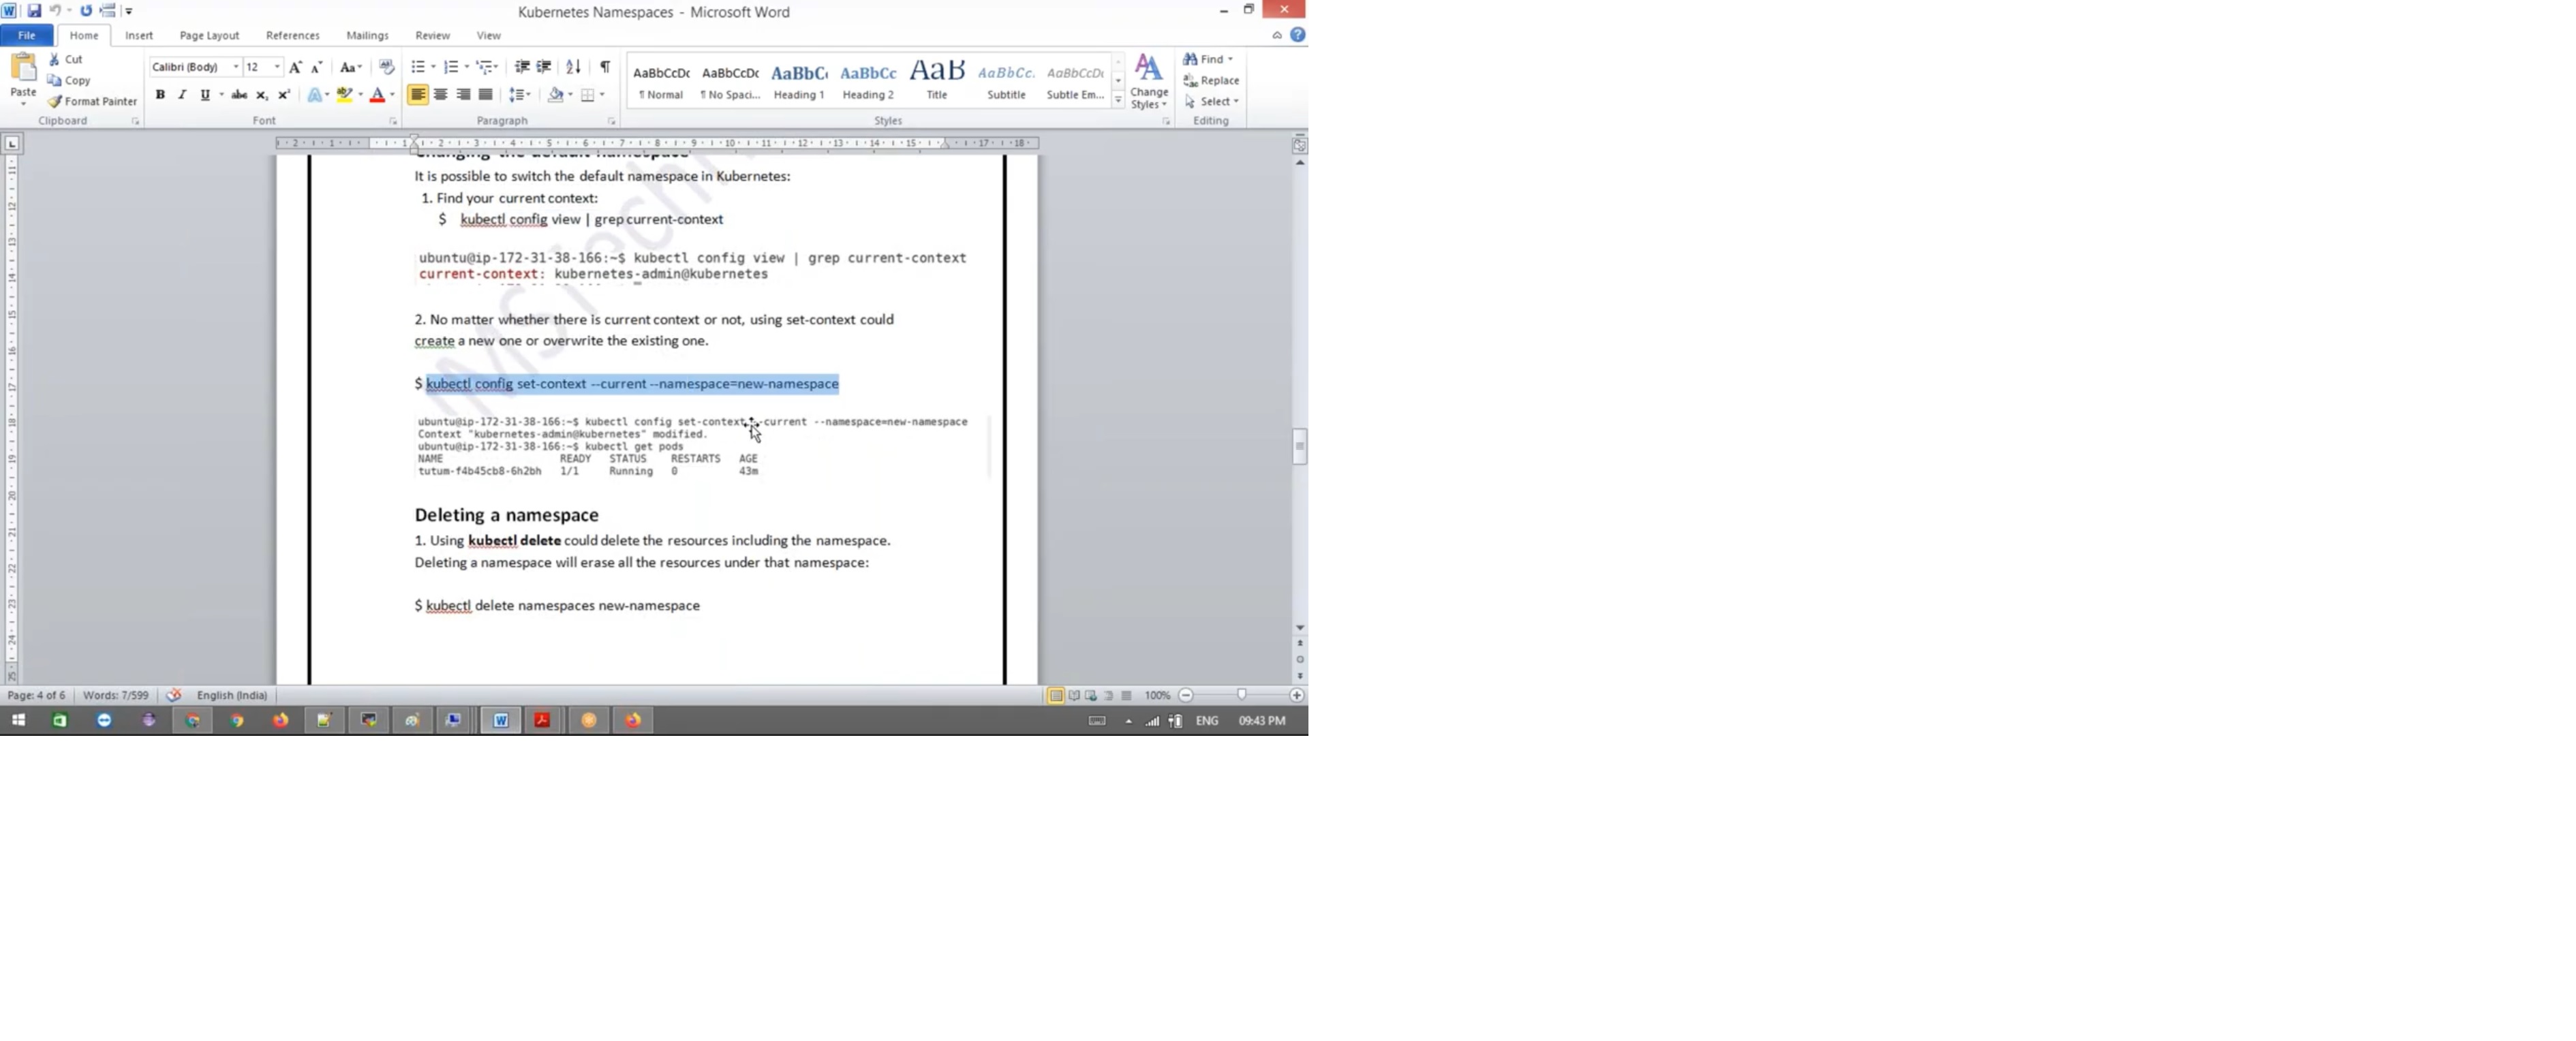 Kubernetes Namespaces - Microsoft Word
File Home Insert Page Layout References Mailings Review View
Paste
Cut
Copy
Format Painter
Clipboard
Calibri (Body) 12
Font
Paragraph
AaBbCcDc AaBbCcDc AaBbC AaBbCc AaB AaBbCc. AaBbCcDi
¶ Normal ¶ No Spaci... Heading 1 Heading 2 Title Subtitle Subtle Em...
Styles
Change
Styles
Find
Replace
Select
Editing
Changing the default namespace
It is possible to switch the default namespace in Kubernetes:
1. Find your current context:
$ kubectl config view | grep current-context
ubuntu@ip-172-31-38-166:~$ kubectl config view | grep current-context
current-context: kubernetes-admin@kubernetes
2. No matter whether there is current context or not, using set-context could
create a new one or overwrite the existing one.
$ kubectl config set-context --current --namespace=new-namespace
ubuntu@ip-172-31-38-166:~$ kubectl config set-context --current --namespace=new-namespace
Context "kubernetes-admin@kubernetes" modified.
ubuntu@ip-172-31-38-166:~$ kubectl get pods
NAME READY STATUS RESTARTS AGE
tutum-f4b45cb8-6h2bh 1/1 Running 0 43m
Deleting a namespace
1. Using kubectl delete could delete the resources including the namespace.
Deleting a namespace will erase all the resources under that namespace:
$ kubectl delete namespaces new-namespace
Page: 4 of 6 Words: 7/599 English (India) 100%
ENG 09:43 PM